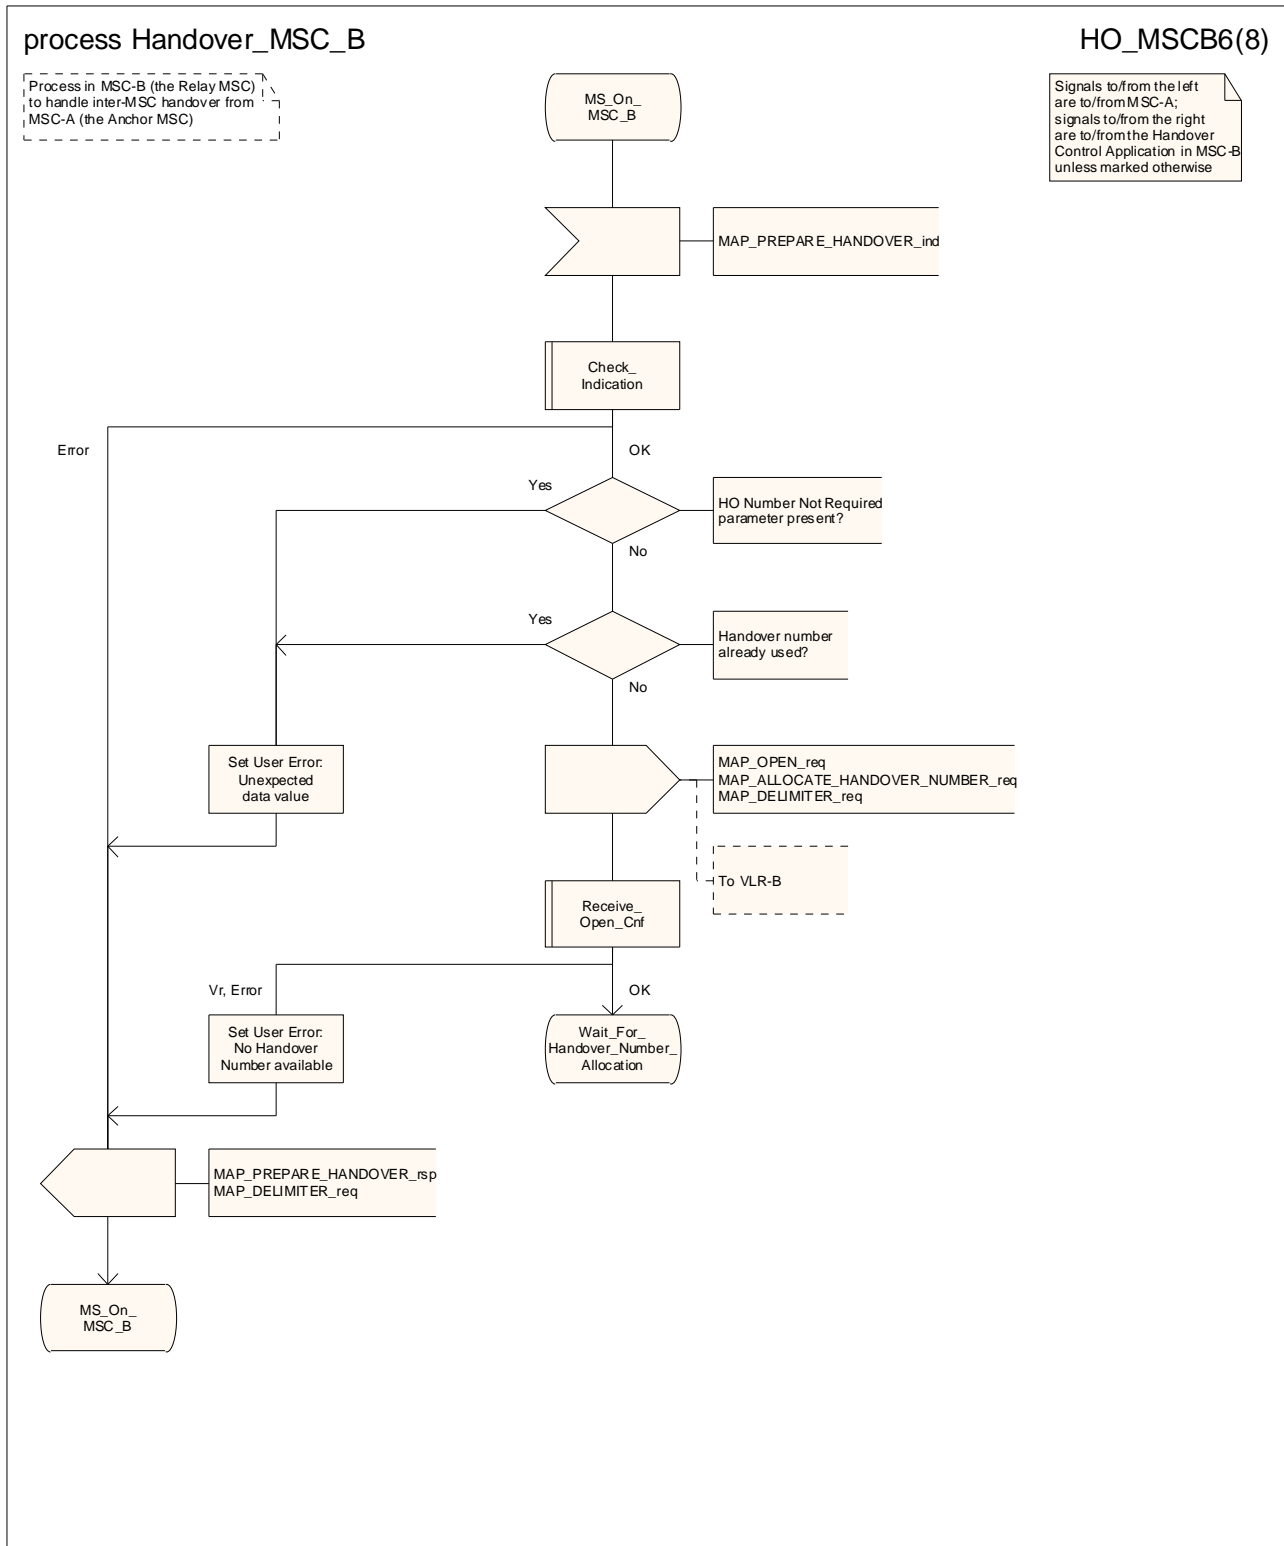 process Handover_MSC_B
HO_MSCB6(8)
Process in MSC-B (the Relay MSC)
to handle inter-MSC handover from
MSC-A (the Anchor MSC)
MS_On_
MSC_B
Signals to/from the left
are to/from MSC-A;
signals to/from the right
are to/from the Handover
Control Application in MSC-B
unless marked otherwise
MAP_PREPARE_HANDOVER_ind
Check_
Indication
Error
OK
Yes
HO Number Not Required
parameter present?
No
Yes
Handover number
already used?
No
Set User Error:
Unexpected
data value
MAP_OPEN_req
MAP_ALLOCATE_HANDOVER_NUMBER_req
MAP_DELIMITER_req
To VLR-B
Receive_
Open_Cnf
Vr, Error
OK
Set User Error:
No Handover
Number available
Wait_For_
Handover_Number_
Allocation
MAP_PREPARE_HANDOVER_rsp
MAP_DELIMITER_req
MS_On_
MSC_B